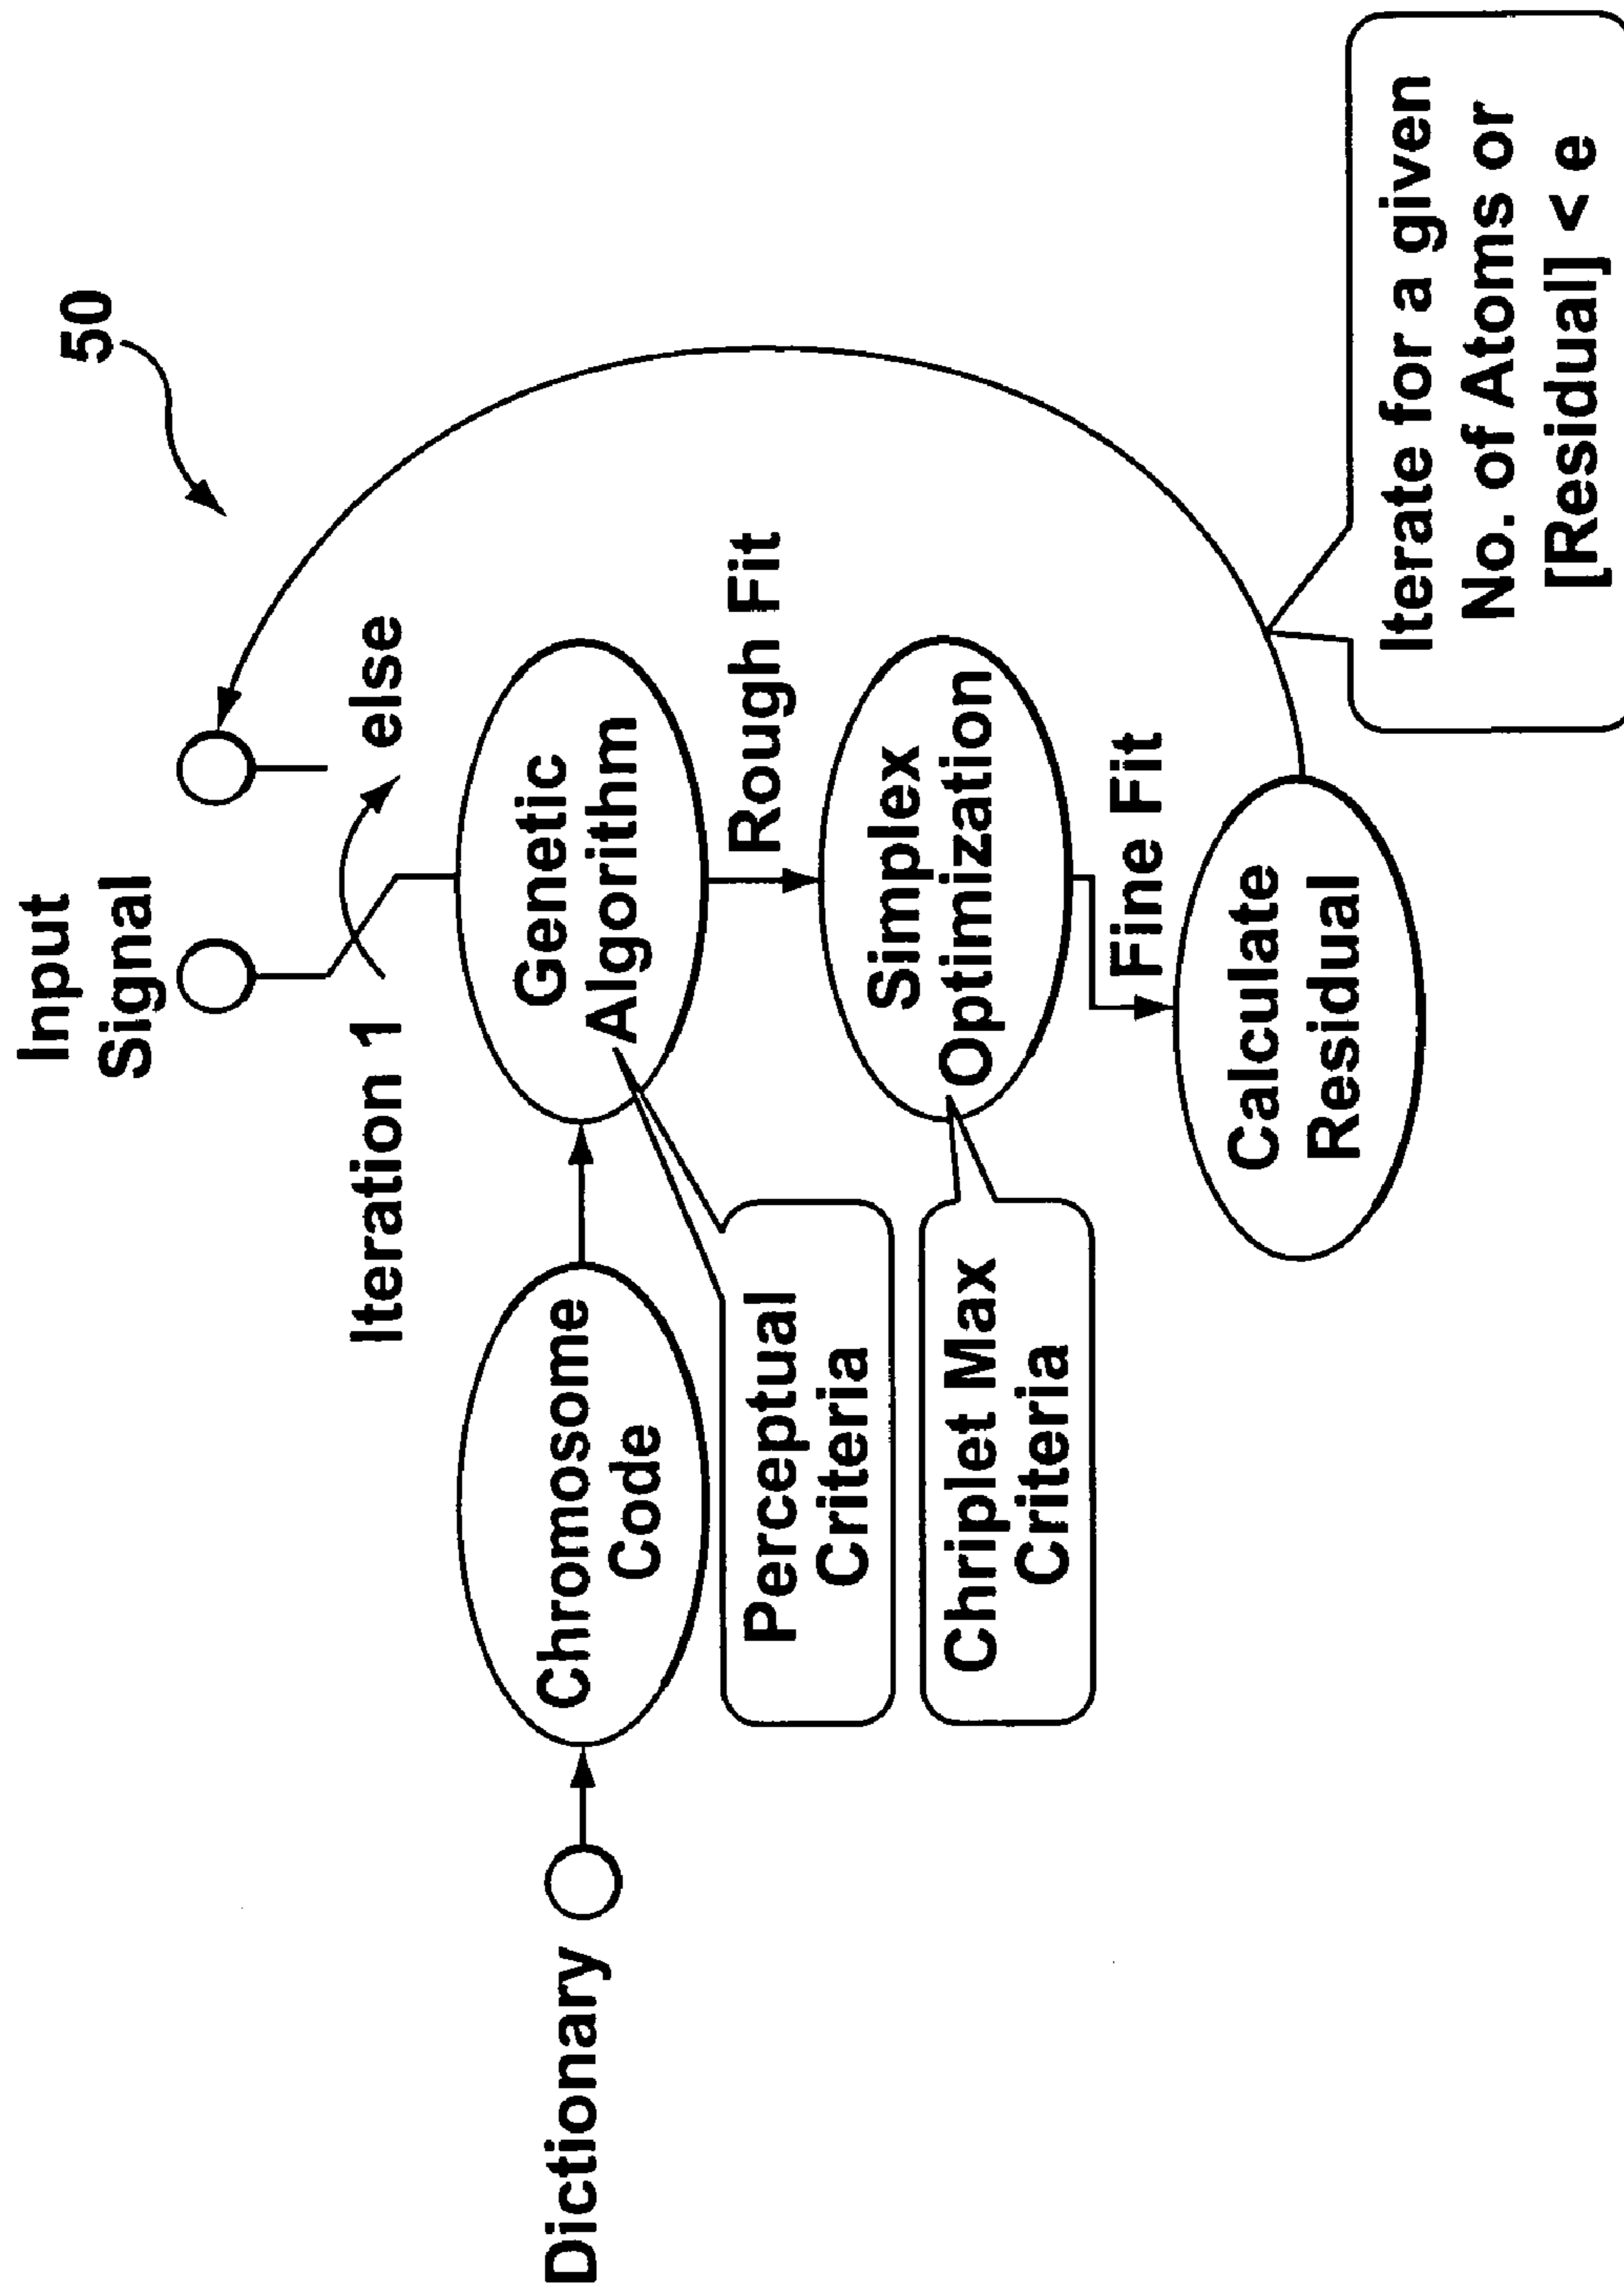 Input
Signal
50
Iteration 1
else
Dictionary
Chromosome
Code
Genetic
Algorithm
Perceptual
Criteria
Rough Fit
Chriplet Max
Criteria
Simplex
Optimization
Fine Fit
Calculate
Residual
Iterate for a given
No. of Atoms or
[Residual] < e